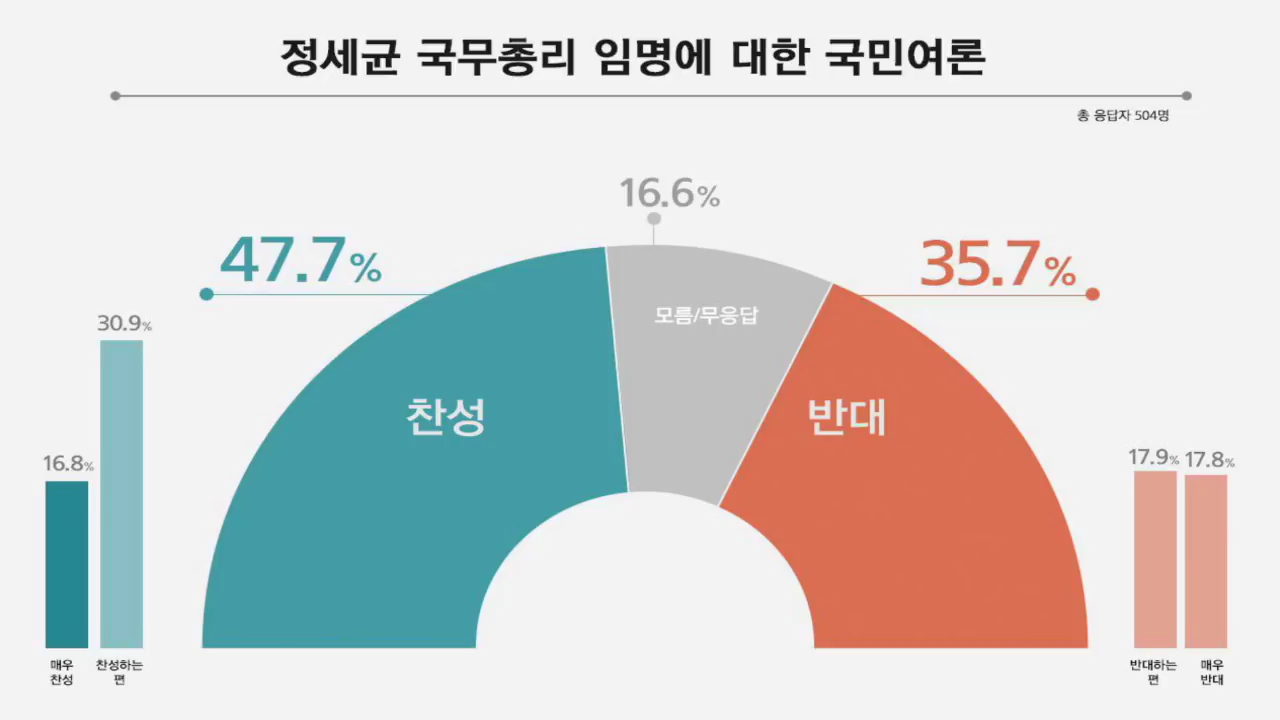 정세균 국무총리 임명에 대한 국민여론
총 응답자 504명
16.6%
47.7%
35.7%
모름/무응답
30.9%
찬성
반대
16.8%
17.9%
17.8%
매우
찬성
찬성하는
편
반대하는
편
매우
반대